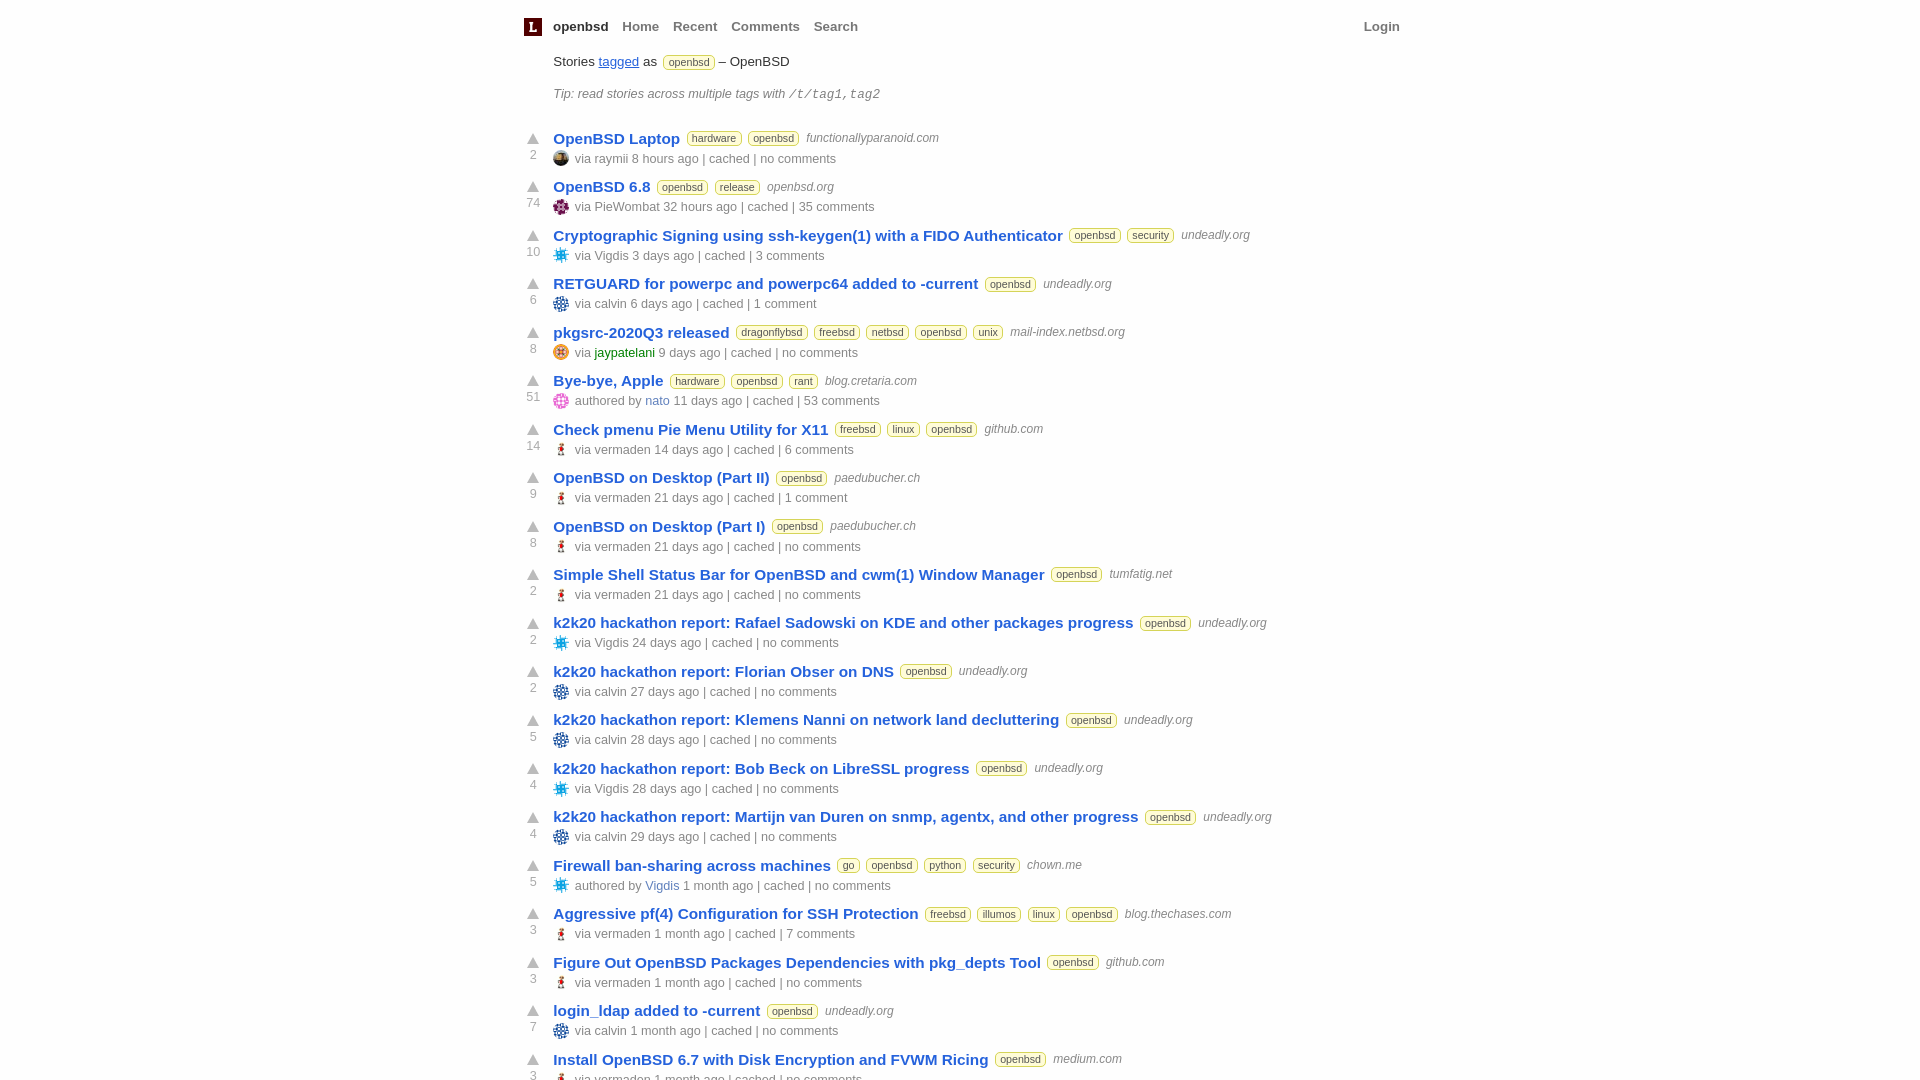 L openbsd Home Recent Comments Search Login
Stories tagged as openbsd – OpenBSD
Tip: read stories across multiple tags with /t/tag1,tag2
OpenBSD Laptop hardware openbsd functionallyparanoid.com
2 via raymii 8 hours ago | cached | no comments
OpenBSD 6.8 openbsd release openbsd.org
74 via PieWombat 32 hours ago | cached | 35 comments
Cryptographic Signing using ssh-keygen(1) with a FIDO Authenticator openbsd security undeadly.org
10 via Vigdis 3 days ago | cached | 3 comments
RETGUARD for powerpc and powerpc64 added to -current openbsd undeadly.org
6 via calvin 6 days ago | cached | 1 comment
pkgsrc-2020Q3 released dragonflybsd freebsd netbsd openbsd unix mail-index.netbsd.org
8 via jaypatelani 9 days ago | cached | no comments
Bye-bye, Apple hardware openbsd rant blog.cretaria.com
51 authored by nato 11 days ago | cached | 53 comments
Check pmenu Pie Menu Utility for X11 freebsd linux openbsd github.com
14 via vermaden 14 days ago | cached | 6 comments
OpenBSD on Desktop (Part II) openbsd paedubucher.ch
9 via vermaden 21 days ago | cached | 1 comment
OpenBSD on Desktop (Part I) openbsd paedubucher.ch
8 via vermaden 21 days ago | cached | no comments
Simple Shell Status Bar for OpenBSD and cwm(1) Window Manager openbsd tumfatig.net
2 via vermaden 21 days ago | cached | no comments
k2k20 hackathon report: Rafael Sadowski on KDE and other packages progress openbsd undeadly.org
2 via Vigdis 24 days ago | cached | no comments
k2k20 hackathon report: Florian Obser on DNS openbsd undeadly.org
2 via calvin 27 days ago | cached | no comments
k2k20 hackathon report: Klemens Nanni on network land decluttering openbsd undeadly.org
5 via calvin 28 days ago | cached | no comments
k2k20 hackathon report: Bob Beck on LibreSSL progress openbsd undeadly.org
4 via Vigdis 28 days ago | cached | no comments
k2k20 hackathon report: Martijn van Duren on snmp, agentx, and other progress openbsd undeadly.org
4 via calvin 29 days ago | cached | no comments
Firewall ban-sharing across machines go openbsd python security chown.me
5 authored by Vigdis 1 month ago | cached | no comments
Aggressive pf(4) Configuration for SSH Protection freebsd illumos linux openbsd blog.thechases.com
3 via vermaden 1 month ago | cached | 7 comments
Figure Out OpenBSD Packages Dependencies with pkg_depts Tool openbsd github.com
3 via vermaden 1 month ago | cached | no comments
login_ldap added to -current openbsd undeadly.org
7 via calvin 1 month ago | cached | no comments
Install OpenBSD 6.7 with Disk Encryption and FVWM Ricing openbsd medium.com
3 via vermaden 1 month ago | cached | no comments